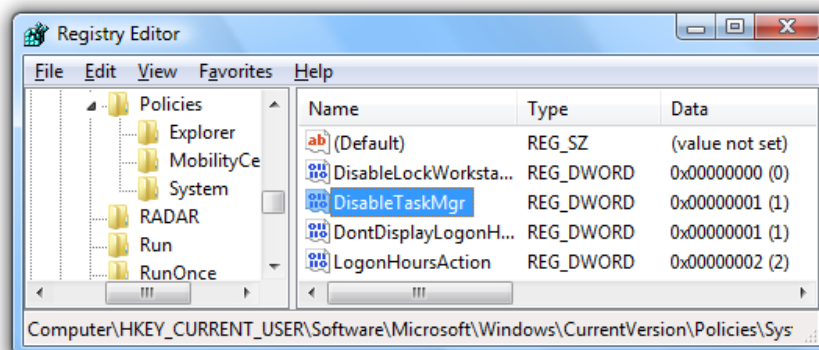 Registry Editor
File Edit View Favorites Help
Policies
Explorer
MobilityCe
System
RADAR
Run
RunOnce
Name Type Data
(Default) REG_SZ (value not set)
DisableLockWorksta... REG_DWORD 0x00000000 (0)
DisableTaskMgr REG_DWORD 0x00000001 (1)
DontDisplayLogonH... REG_DWORD 0x00000001 (1)
LogonHoursAction REG_DWORD 0x00000002 (2)
Computer\HKEY_CURRENT_USER\Software\Microsoft\Windows\CurrentVersion\Policies\Sys